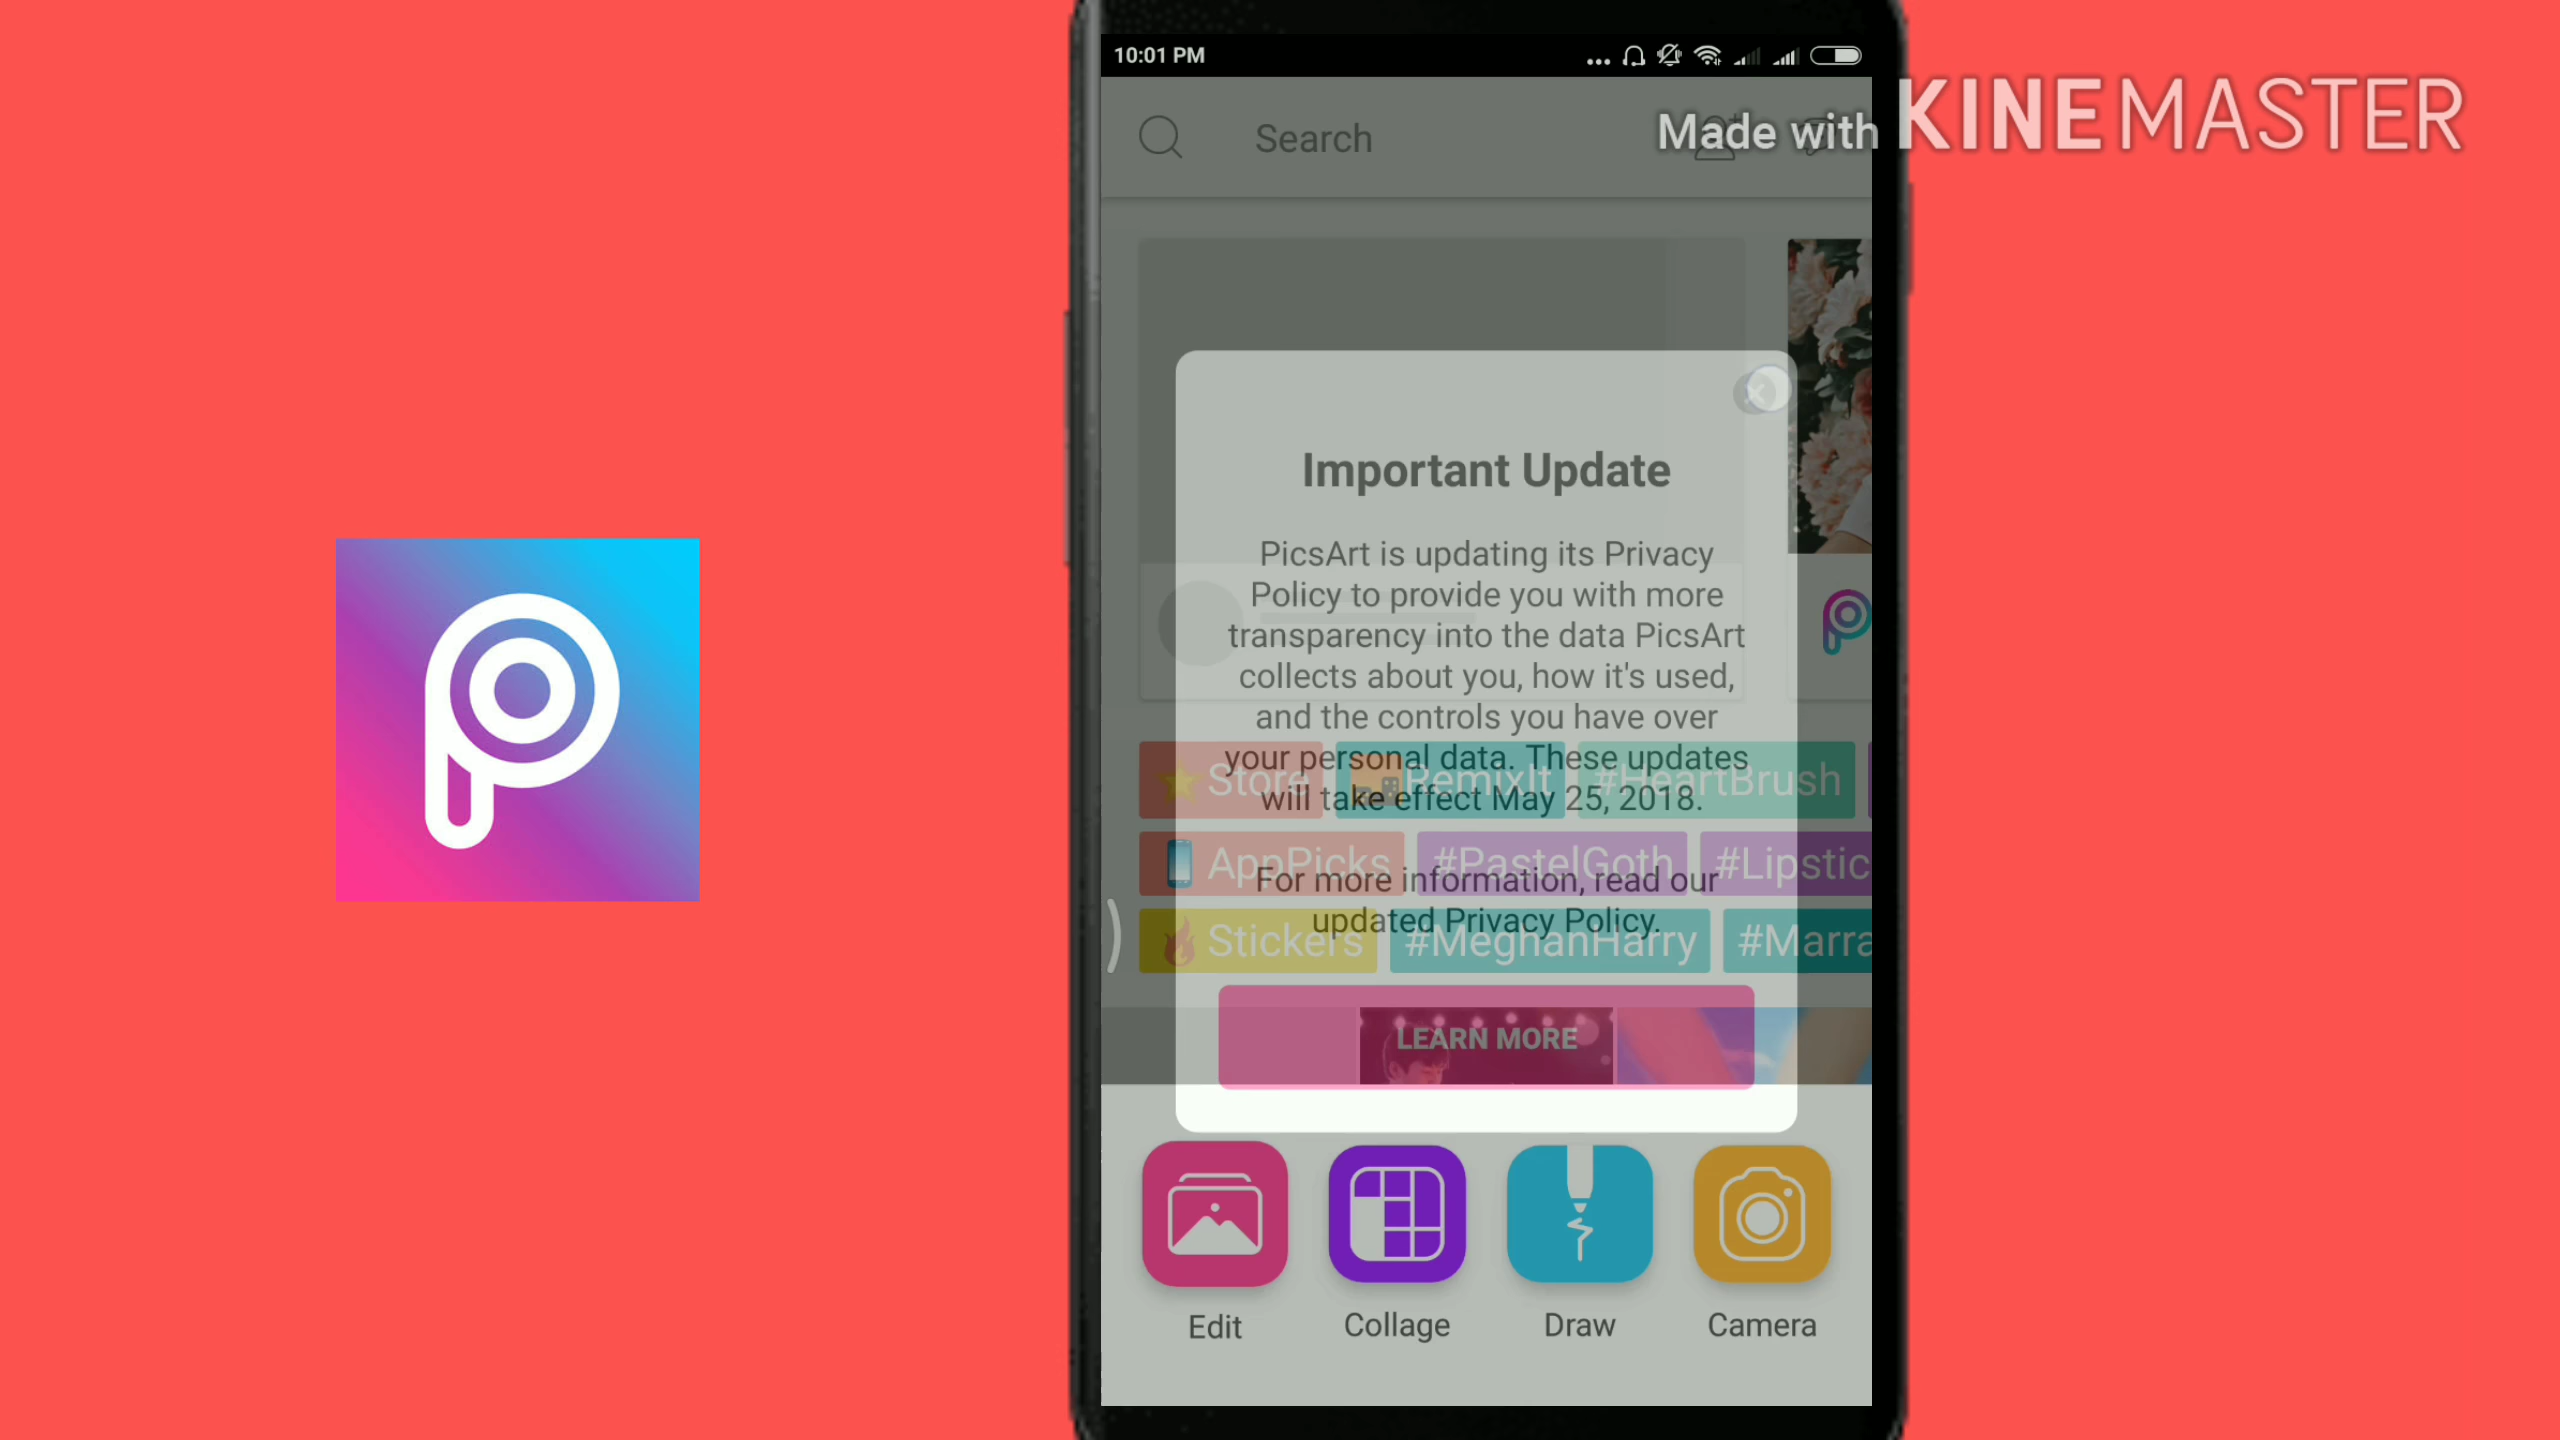 10:01 PM
Search
Made with KINEMASTER
Important Update
PicsArt is updating its Privacy
Policy to provide you with more
transparency into the data PicsArt
collects about you, how it's used,
and the controls you have over
your personal data. These updates
will take effect May 25, 2018.
Store
RemixIt
#HeartBrush
AppPicks
#PastelGoth
#Lipstic
For more information, read our
updated Privacy Policy.
Stickers
#MeghanHarry
#Marra
LEARN MORE
Edit
Collage
Draw
Camera